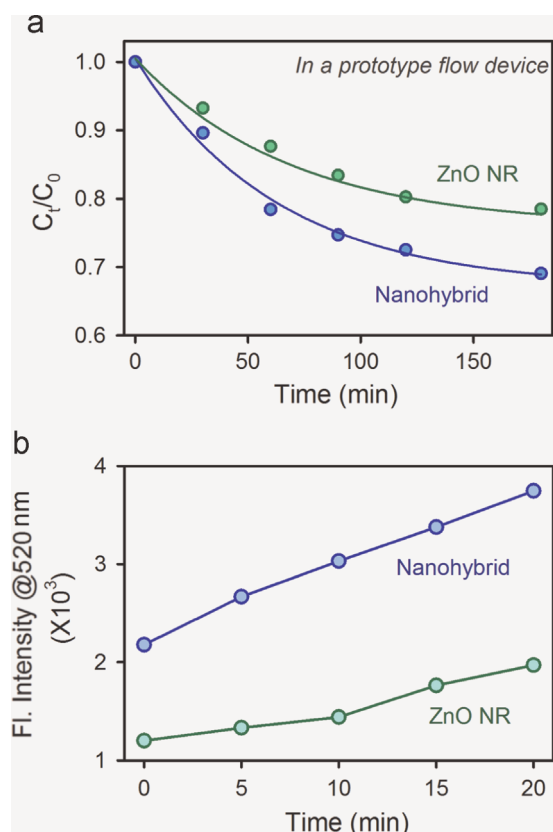 a
In a prototype flow device
1.0
0.9
0.8
0.7
0.6
Ct/C0
ZnO NR
Nanohybrid
0
50
100
150
Time (min)
b
4
3
2
1
Fl. Intensity @520 nm
(X10³)
Nanohybrid
ZnO NR
0
5
10
15
20
Time (min)